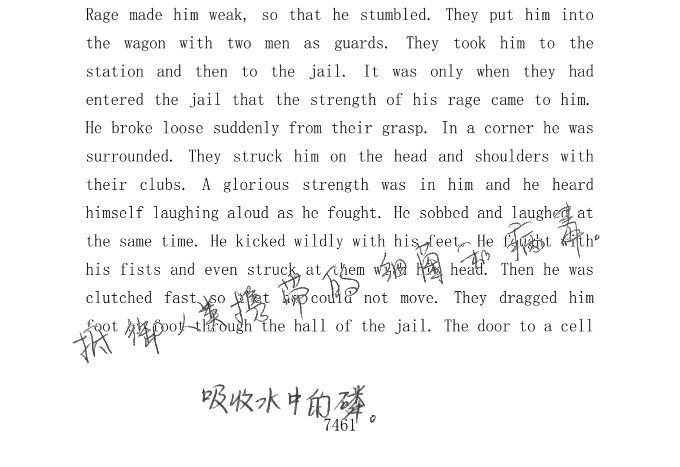 Rage made him weak, so that he stumbled. They put him into
the wagon with two men as guards. They took him to the
station and then to the jail. It was only when they had
entered the jail that the strength of his rage came to him.
He broke loose suddenly from their grasp. In a corner he was
surrounded. They struck him on the head and shoulders with
their clubs. A glorious strength was in him and he heard
himself laughing aloud as he fought. He sobbed and laughed at
the same time. He kicked wildly with his feet. He fought with
his fists and even struck at them with his head. Then he was
clutched fast so that he could not move. They dragged him
foot by foot through the hall of the jail. The door to a cell
抵御人类携带的细菌和病毒。
吸收水中的磷。
7461